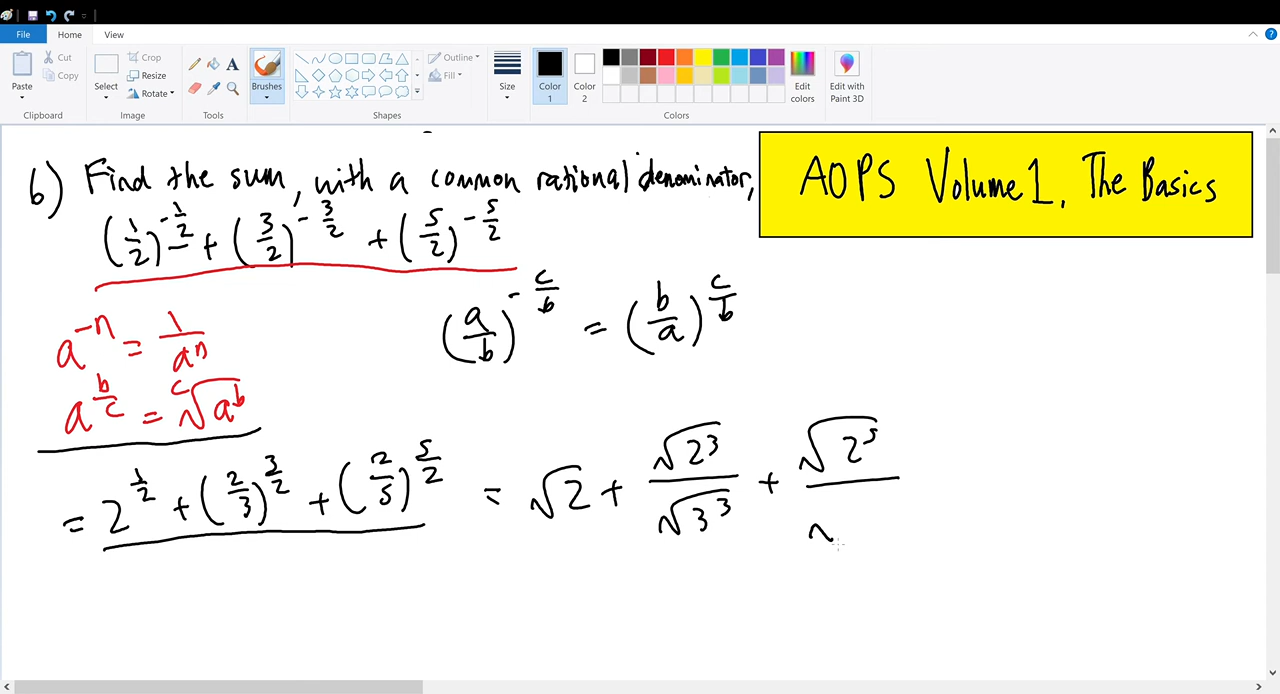 File Home View
Cut
Copy
Paste
Clipboard
Crop
Resize
Rotate
Select
Image
Tools
Brushes
Outline
Fill
Shapes
Size
Color 1
Color 2
Edit colors
Edit with Paint 3D
Colors
AOPS Volume 1, The Basics
6) Find the sum, with a common rational denominator,
(1/2)^{-1/2} + (3/2)^{-3/2} + (5/2)^{-5/2}
(a/b)^{-c/b} = (b/a)^{c/b}
a^{-n} = 1/a^n
a^{b/c} = ᶜ√a^b
= 2^{1/2} + (2/3)^{3/2} + (2/5)^{5/2} = √2 + √2^3/√3^3 + √2^5